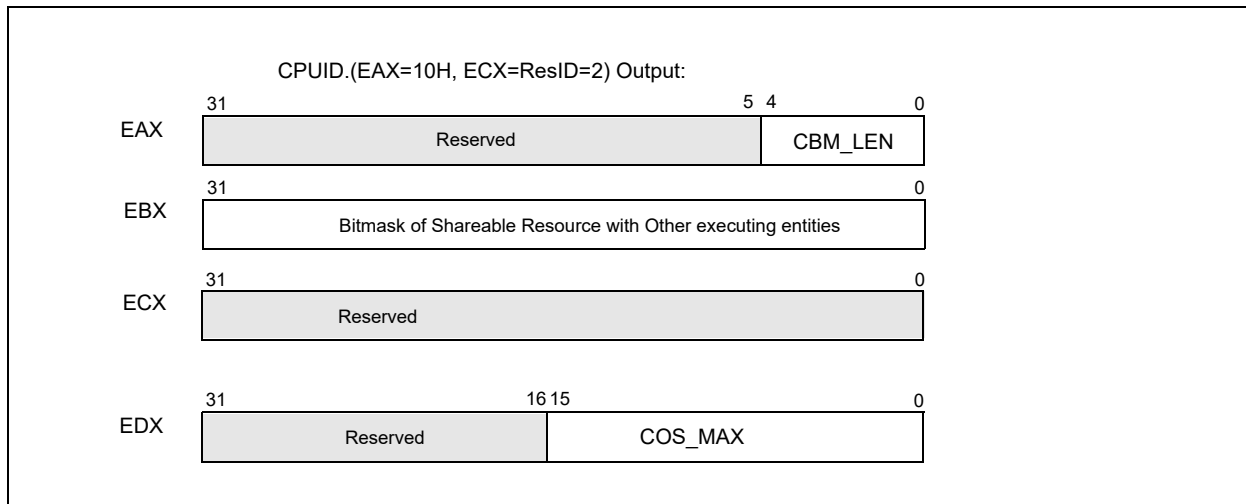 CPUID.(EAX=10H, ECX=ResID=2) Output:
31 5 4 0
EAX Reserved CBM_LEN
31 0
EBX Bitmask of Shareable Resource with Other executing entities
31 0
ECX Reserved
31 16 15 0
EDX Reserved COS_MAX